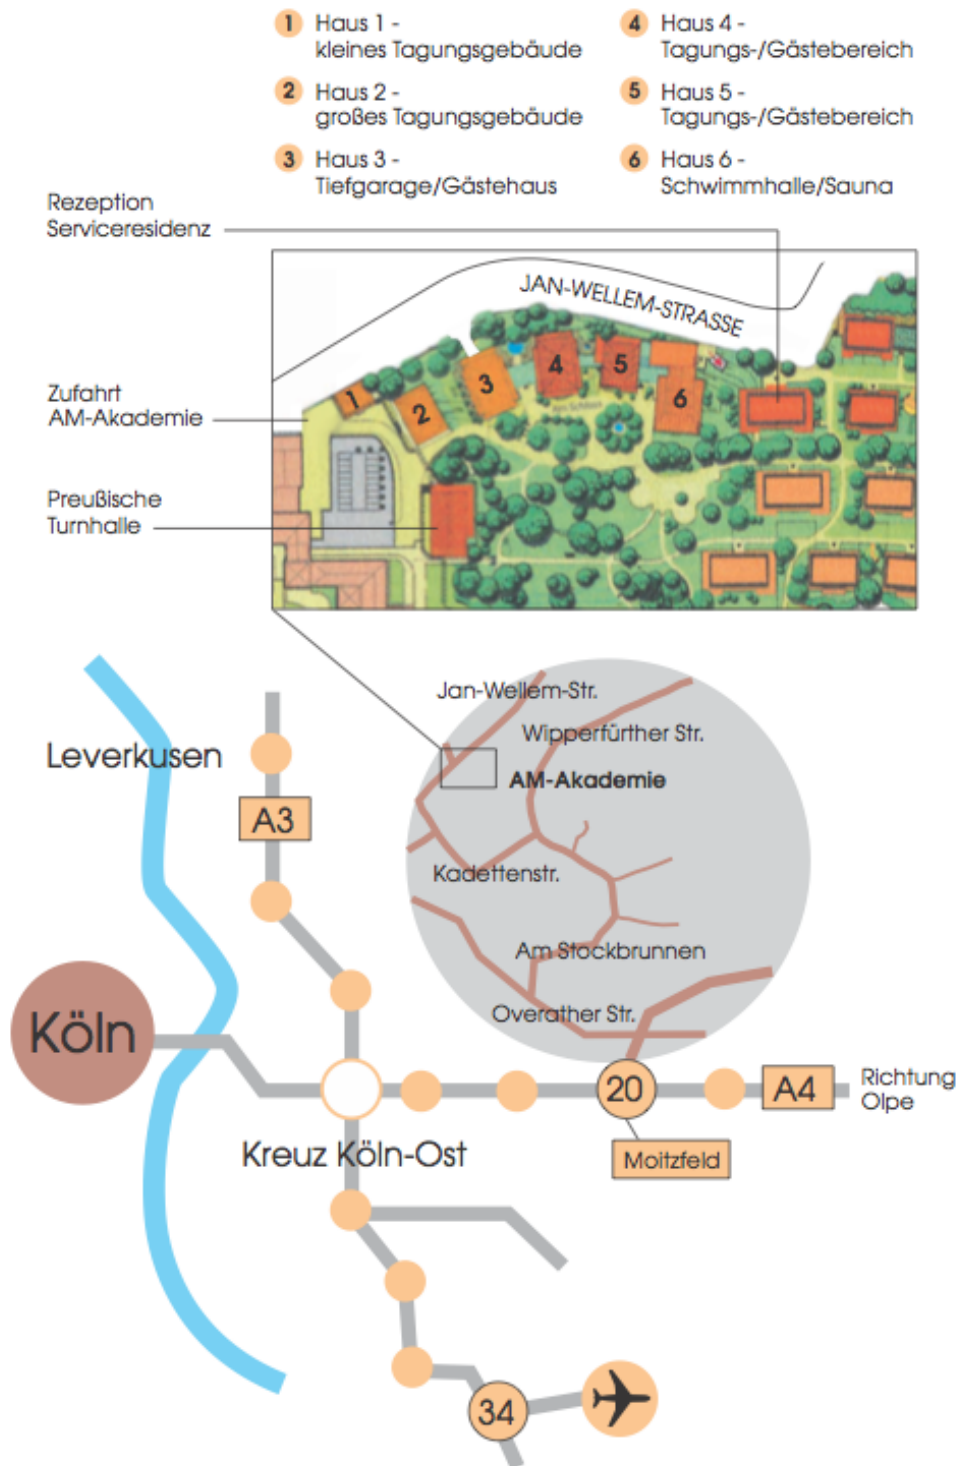 1 Haus 1 -
kleines Tagungsgebäude
2 Haus 2 -
großes Tagungsgebäude
3 Haus 3 -
Tiefgarage/Gästehaus
4 Haus 4 -
Tagungs-/Gästebereich
5 Haus 5 -
Tagungs-/Gästebereich
6 Haus 6 -
Schwimmhalle/Sauna
Rezeption
Serviceresidenz
JAN-WELLEM-STRASSE
1
2
3
4
5
6
Zufahrt
AM-Akademie
Preußische
Turnhalle
Jan-Wellem-Str.
Wipperfürther Str.
AM-Akademie
Kadettenstr.
Am Stockbrunnen
Overather Str.
Leverkusen
A3
Köln
20
A4
Richtung
Olpe
Kreuz Köln-Ost
Moitzfeld
34